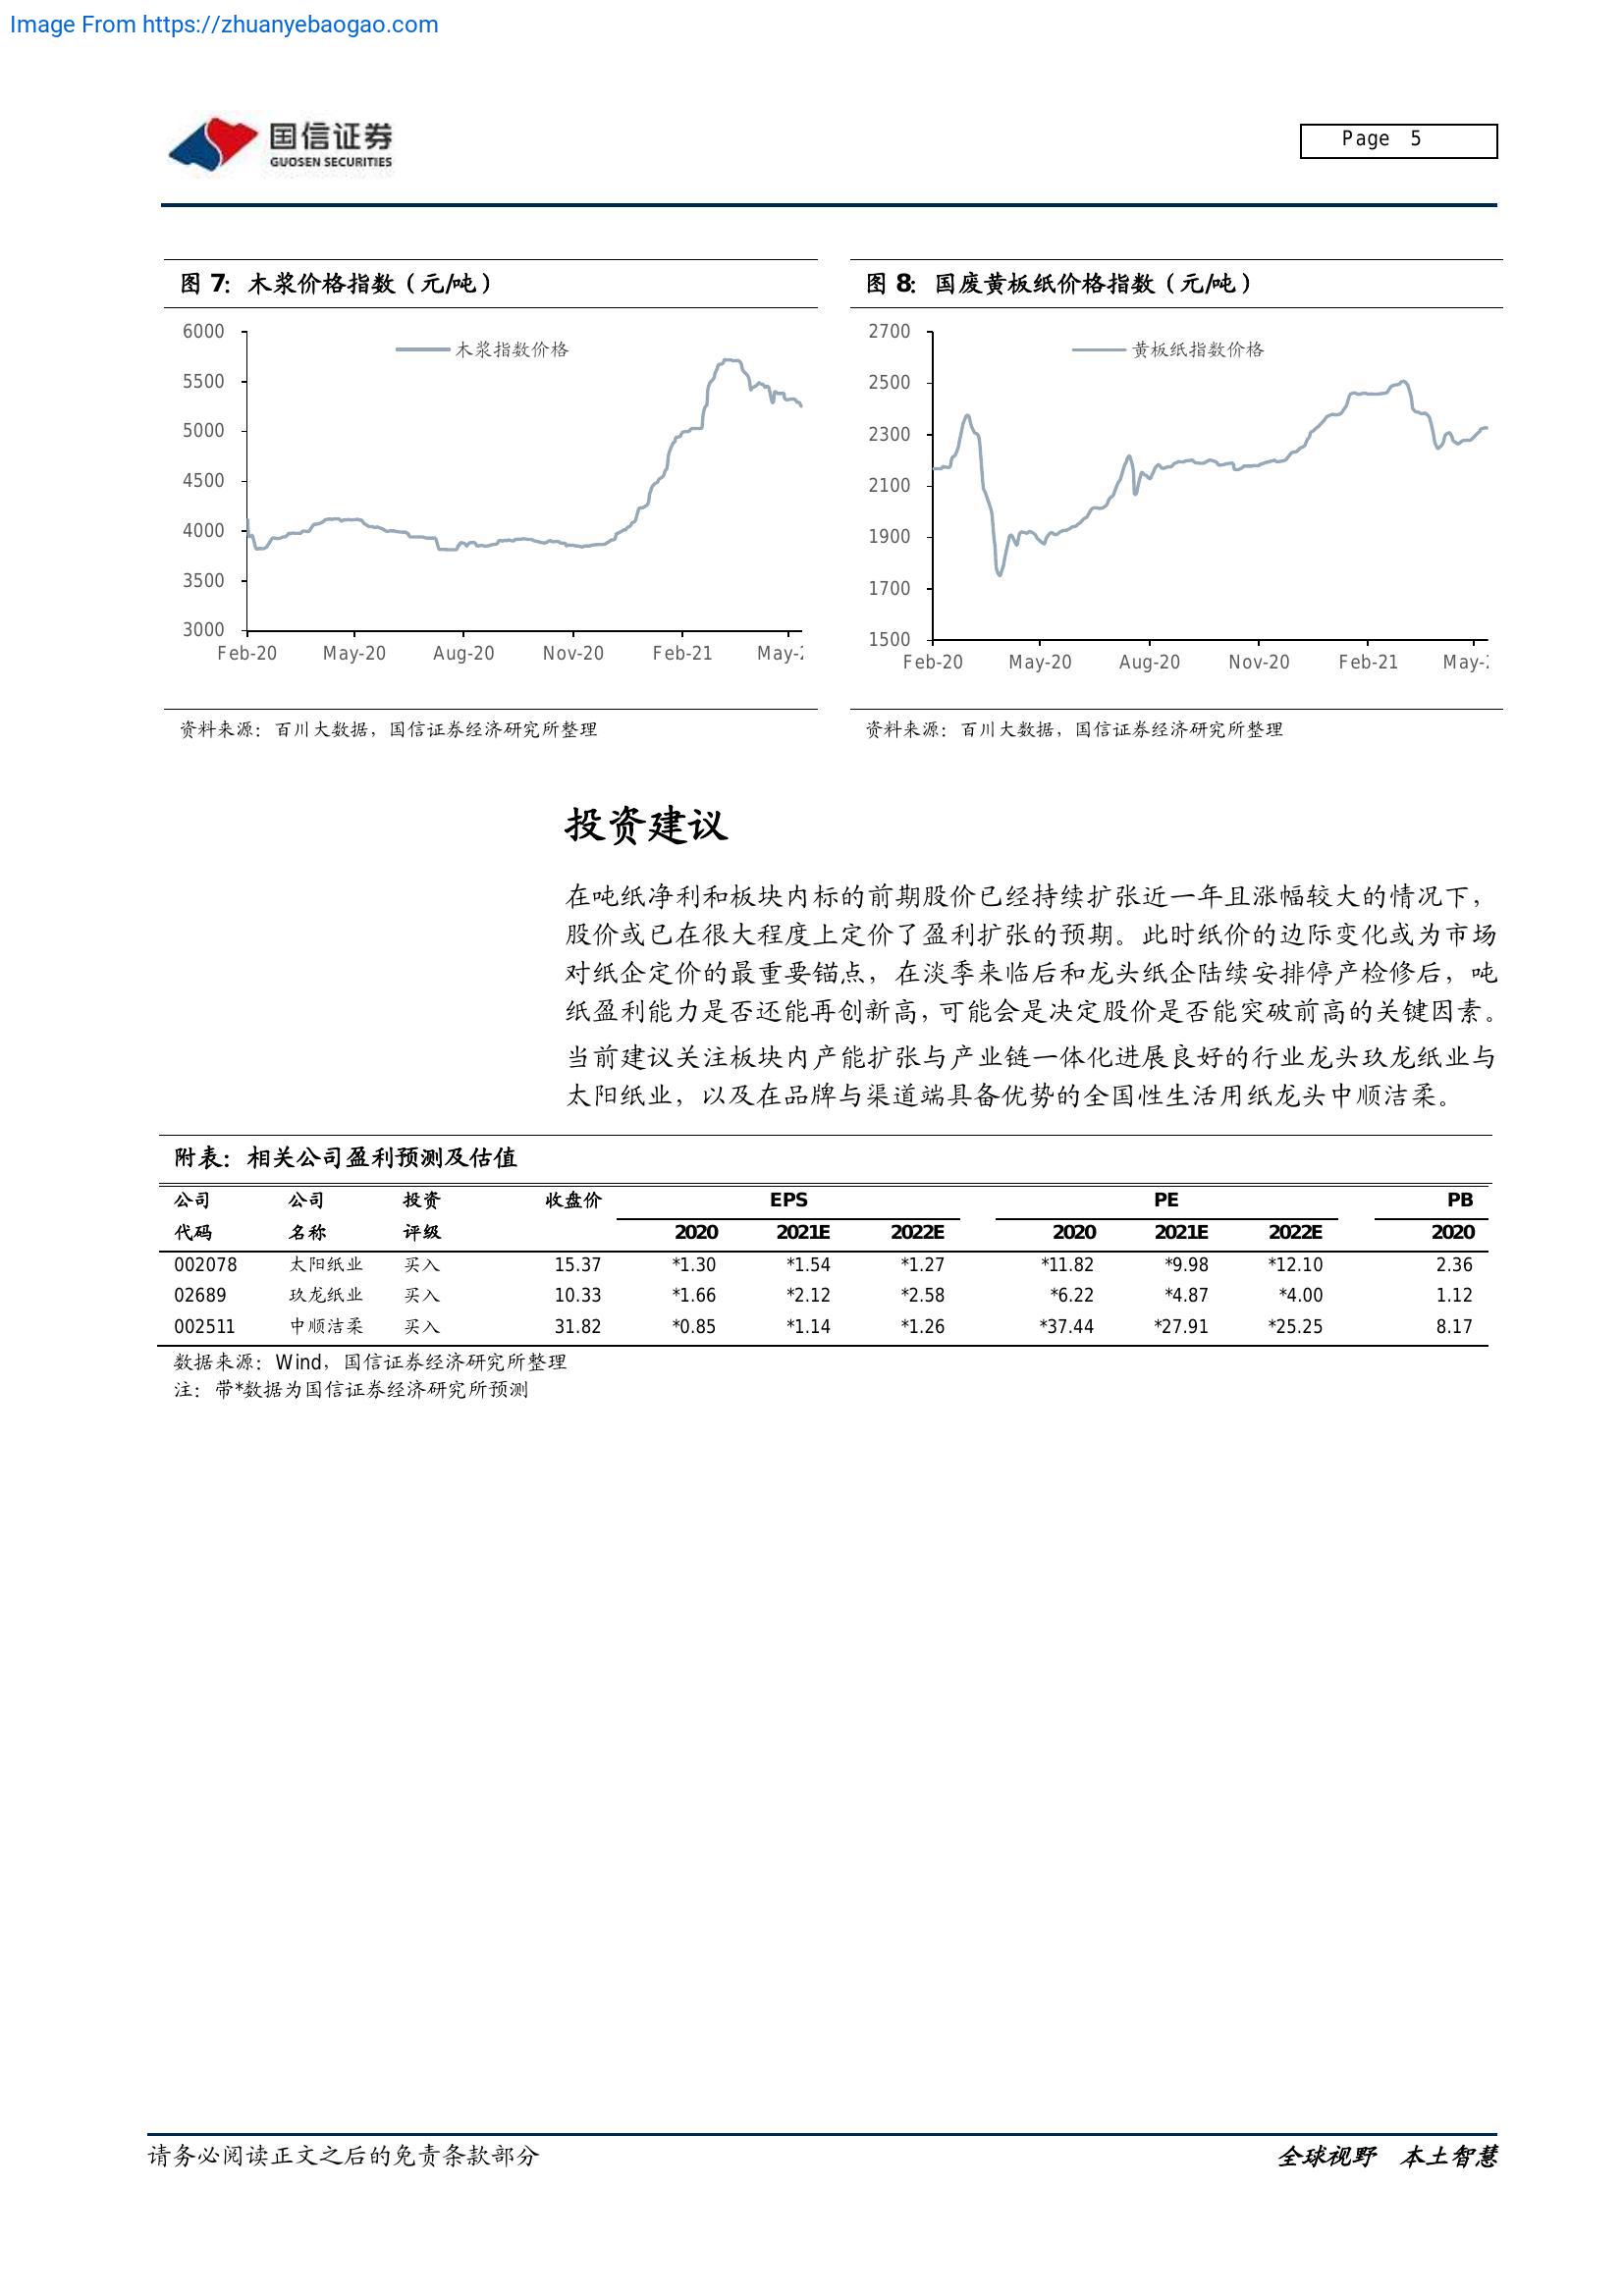 Image From https://zhuanyebaogao.com
国信证券
GUOSEN SECURITIES
Page 5
图 7：木浆价格指数（元/吨）
6000
5500
5000
4500
4000
3500
3000
木浆指数价格
Feb-20 May-20 Aug-20 Nov-20 Feb-21 May-
资料来源：百川大数据，国信证券经济研究所整理
图 8：国废黄板纸价格指数（元/吨）
2700
2500
2300
2100
1900
1700
1500
黄板纸指数价格
Feb-20 May-20 Aug-20 Nov-20 Feb-21 May-
资料来源：百川大数据，国信证券经济研究所整理
投资建议
在吨纸净利和板块内标的前期股价已经持续扩张近一年且涨幅较大的情况下，
股价或已在很大程度上定价了盈利扩张的预期。此时纸价的边际变化或为市场
对纸企定价的最重要锚点，在淡季来临后和龙头纸企陆续安排停产检修后，吨
纸盈利能力是否还能再创新高，可能会是决定股价是否能突破前高的关键因素。
当前建议关注板块内产能扩张与产业链一体化进展良好的行业龙头玖龙纸业与
太阳纸业，以及在品牌与渠道端具备优势的全国性生活用纸龙头中顺洁柔。
附表：相关公司盈利预测及估值
公司 公司 投资 收盘价 EPS PE PB
代码 名称 评级 2020 2021E 2022E 2020 2021E 2022E 2020
002078 太阳纸业 买入 15.37 *1.30 *1.54 *1.27 *11.82 *9.98 *12.10 2.36
02689 玖龙纸业 买入 10.33 *1.66 *2.12 *2.58 *6.22 *4.87 *4.00 1.12
002511 中顺洁柔 买入 31.82 *0.85 *1.14 *1.26 *37.44 *27.91 *25.25 8.17
数据来源：Wind，国信证券经济研究所整理
注：带*数据为国信证券经济研究所预测
请务必阅读正文之后的免责条款部分
全球视野 本土智慧